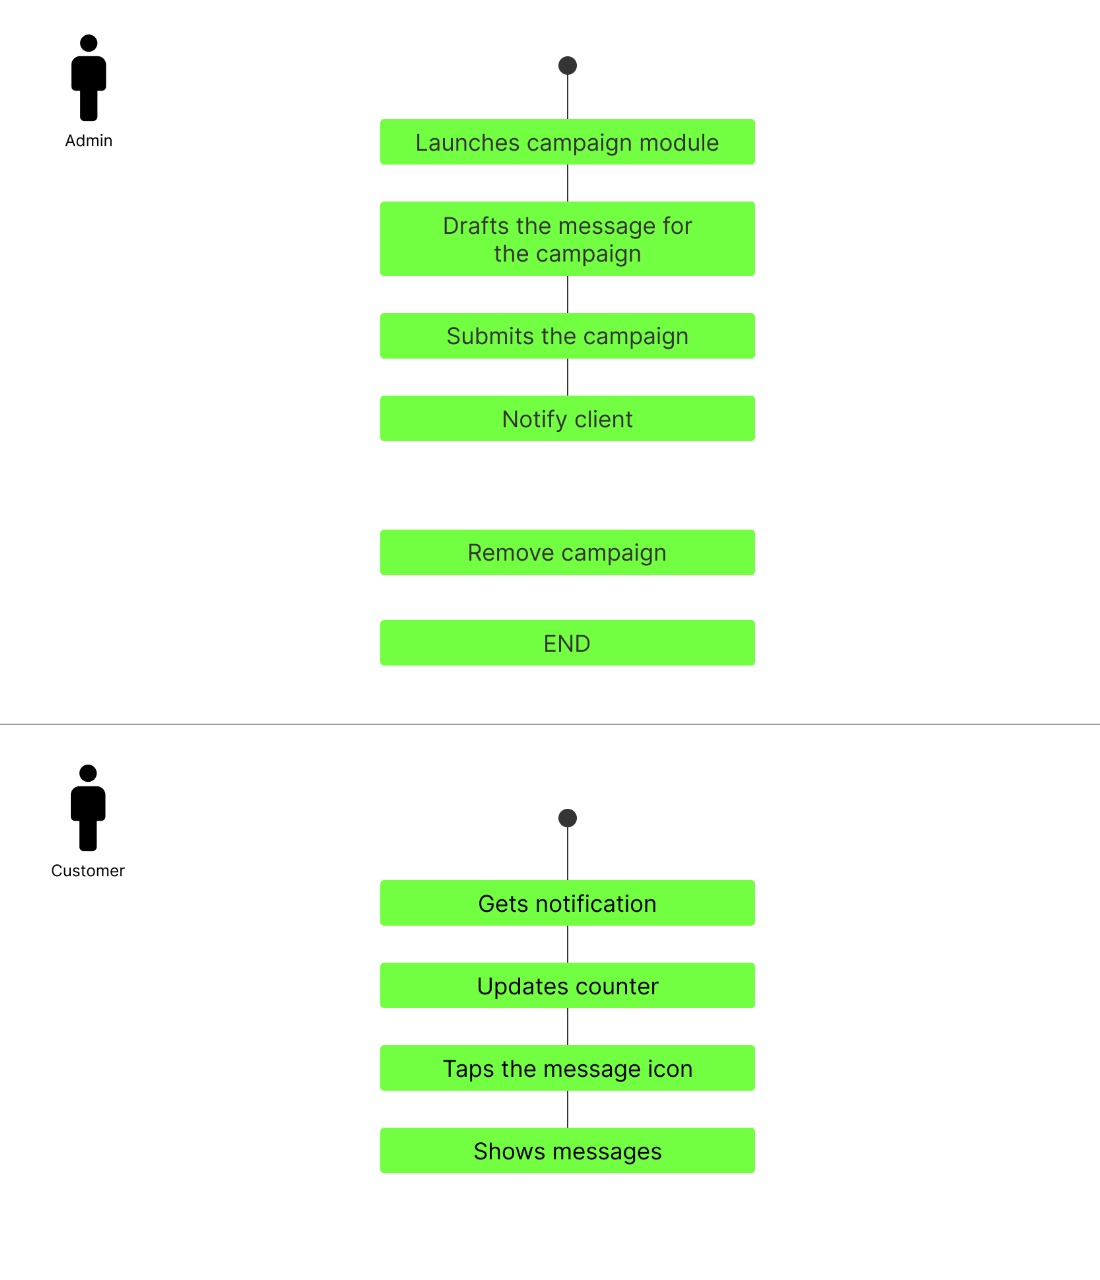 Admin
Launches campaign module
Drafts the message for
the campaign
Submits the campaign
Notify client
Remove campaign
END
Customer
Gets notification
Updates counter
Taps the message icon
Shows messages